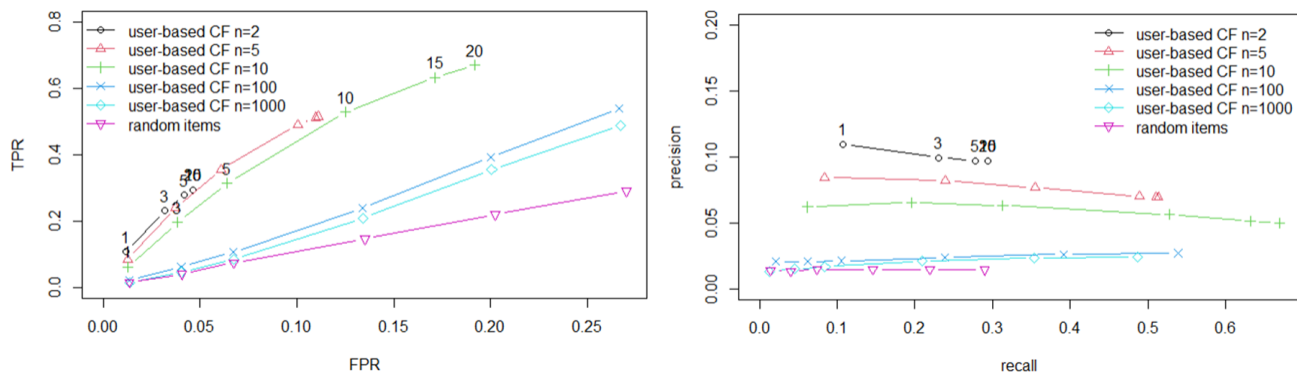 0.8
0.6
0.4
0.2
0.0
TPR
user-based CF n=2
user-based CF n=5
user-based CF n=10
user-based CF n=100
user-based CF n=1000
random items
1
3
5
1
3
5
10
15
20
0.00
0.05
0.10
0.15
0.20
0.25
FPR
0.20
0.15
0.10
0.05
0.00
precision
user-based CF n=2
user-based CF n=5
user-based CF n=10
user-based CF n=100
user-based CF n=1000
random items
1
3
5
0.0
0.1
0.2
0.3
0.4
0.5
0.6
recall